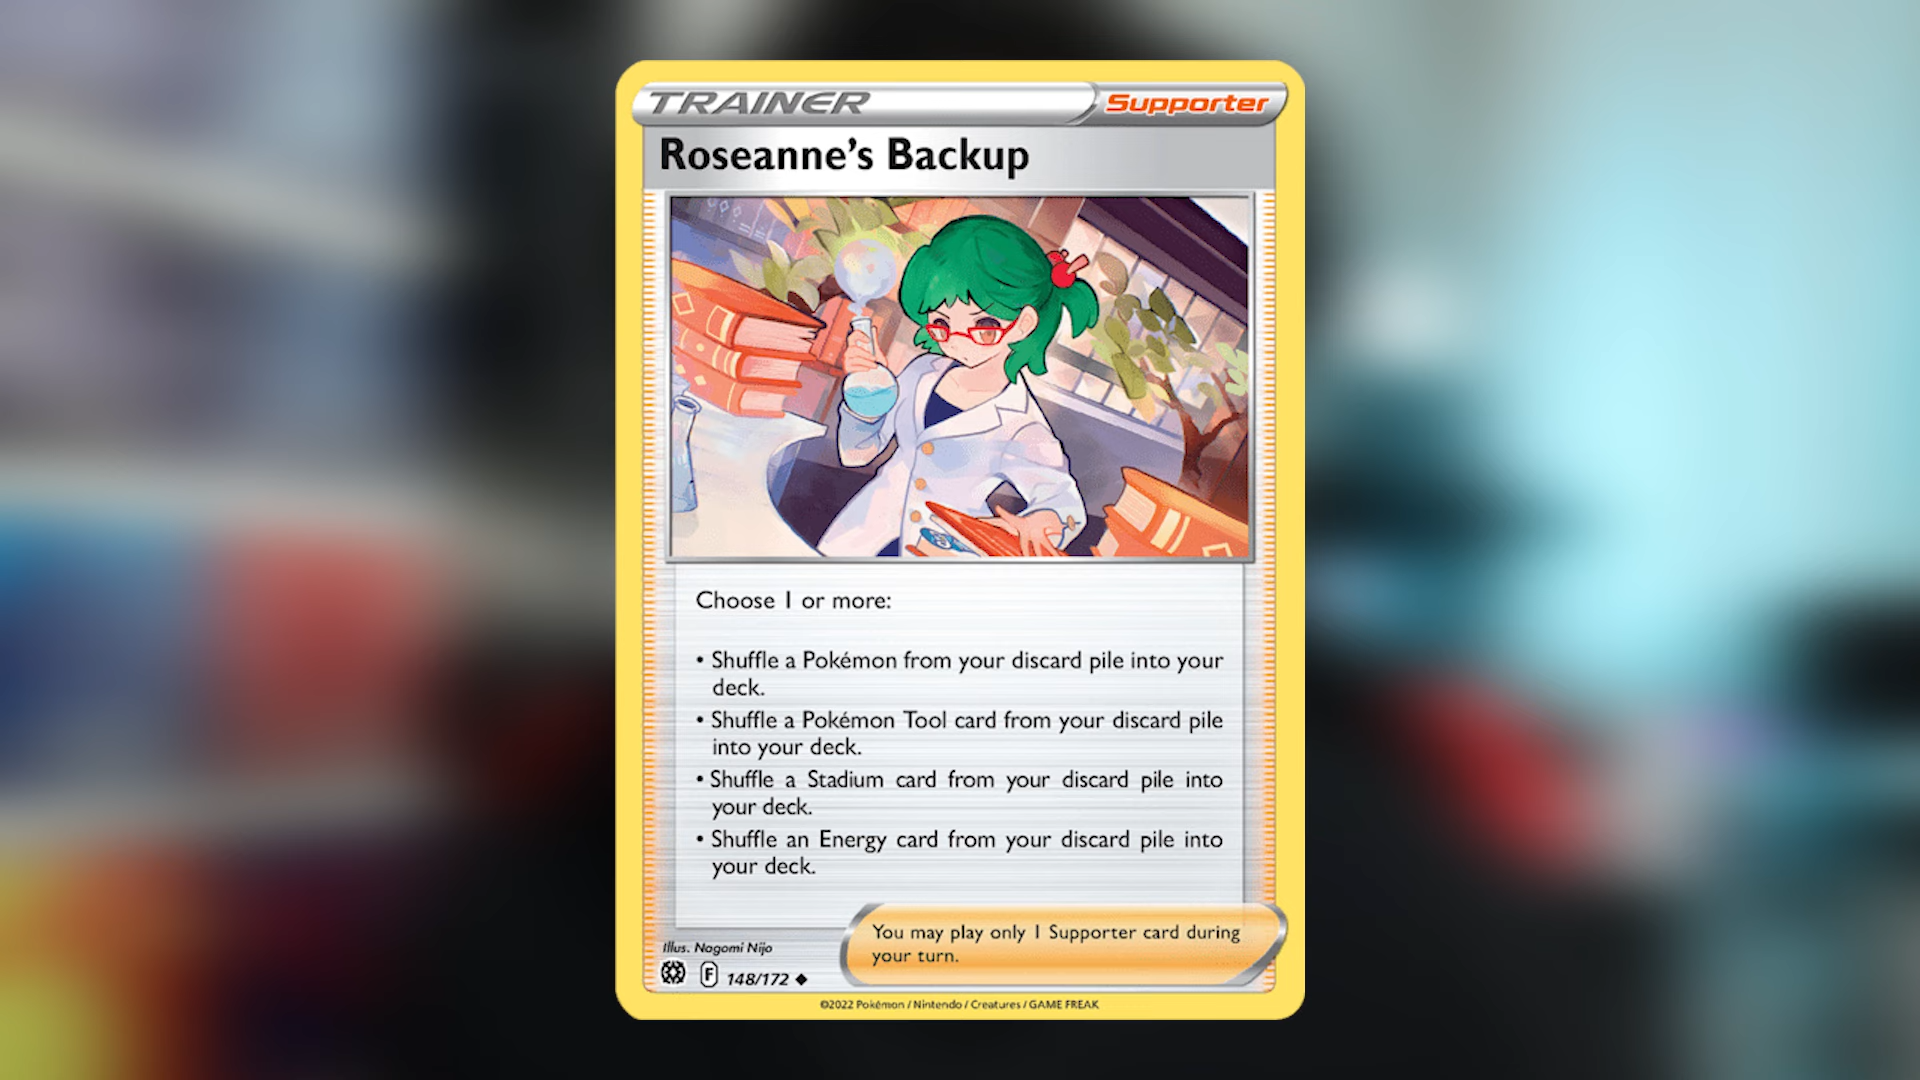 TRAINER Supporter
Roseanne’s Backup
Choose 1 or more:
• Shuffle a Pokémon from your discard pile into your
deck.
• Shuffle a Pokémon Tool card from your discard pile
into your deck.
• Shuffle a Stadium card from your discard pile into
your deck.
• Shuffle an Energy card from your discard pile into
your deck.
You may play only 1 Supporter card during
your turn.
Illus. Nagomi Nijo
F 148/172
©2022 Pokémon / Nintendo / Creatures / GAME FREAK